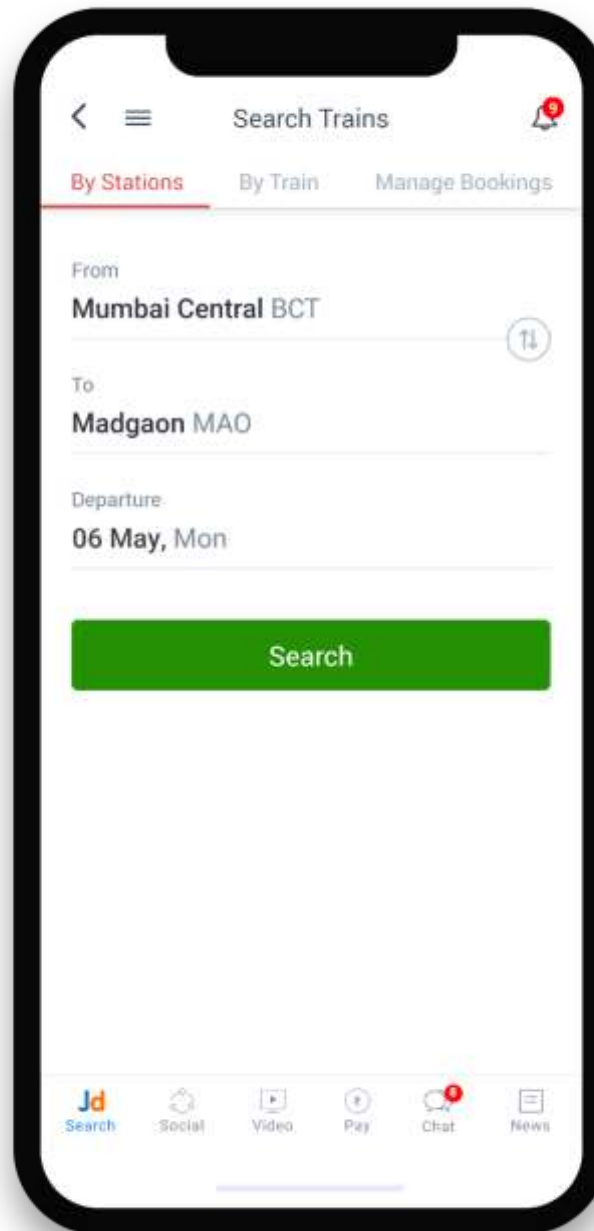 Search Trains
9
By Stations By Train Manage Bookings
From
Mumbai Central BCT
To
Madgaon MAO
Departure
06 May, Mon
Search
Jd
Search Social Video Pay Chat News